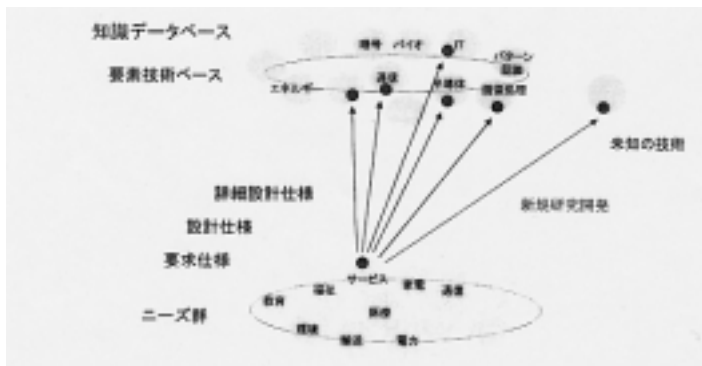 知識データベース
暗号 バイオ IT パターン
認識
要素技術ベース
エネルギー 通信 半導体 画像処理
未知の技術
詳細設計仕様
新規研究開発
設計仕様
要求仕様
サービス
教育 福祉 家電 通信
ニーズ群
医療
環境
輸送 電力